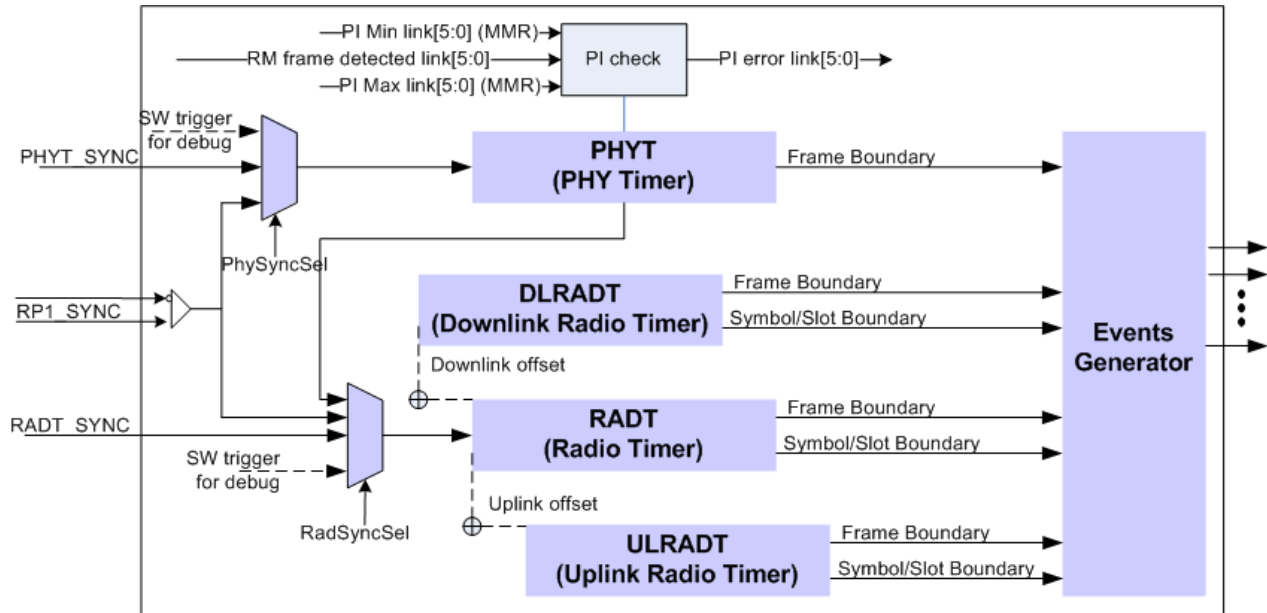 PI Min link[5:0] (MMR)
RM frame detected link[5:0]
PI Max link[5:0] (MMR)
PI check
PI error link[5:0]
SW trigger
for debug
PHYT_SYNC
PhySyncSel
PHYT
(PHY Timer)
Frame Boundary
RP1_SYNC
DLRADT
(Downlink Radio Timer)
Frame Boundary
Symbol/Slot Boundary
Downlink offset
Events
Generator
RADT_SYNC
SW trigger
for debug
RadSyncSel
RADT
(Radio Timer)
Frame Boundary
Symbol/Slot Boundary
Uplink offset
ULRADT
(Uplink Radio Timer)
Frame Boundary
Symbol/Slot Boundary